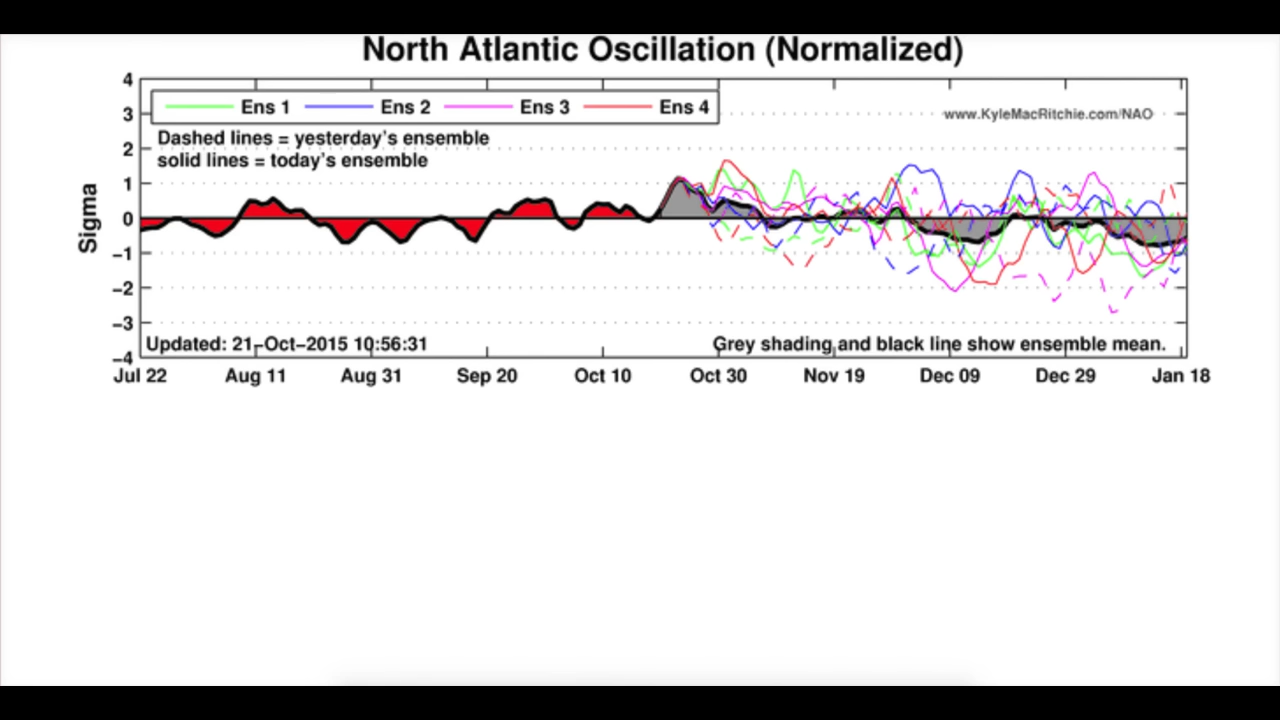 North Atlantic Oscillation (Normalized)
4
3
2
1
0
−1
−2
−3
−4
Sigma
Ens 1 Ens 2 Ens 3 Ens 4
www.KyleMacRitchie.com/NAO
Dashed lines = yesterday's ensemble
solid lines = today's ensemble
Updated: 21−Oct−2015 10:56:31
Grey shading and black line show ensemble mean.
Jul 22 Aug 11 Aug 31 Sep 20 Oct 10 Oct 30 Nov 19 Dec 09 Dec 29 Jan 18